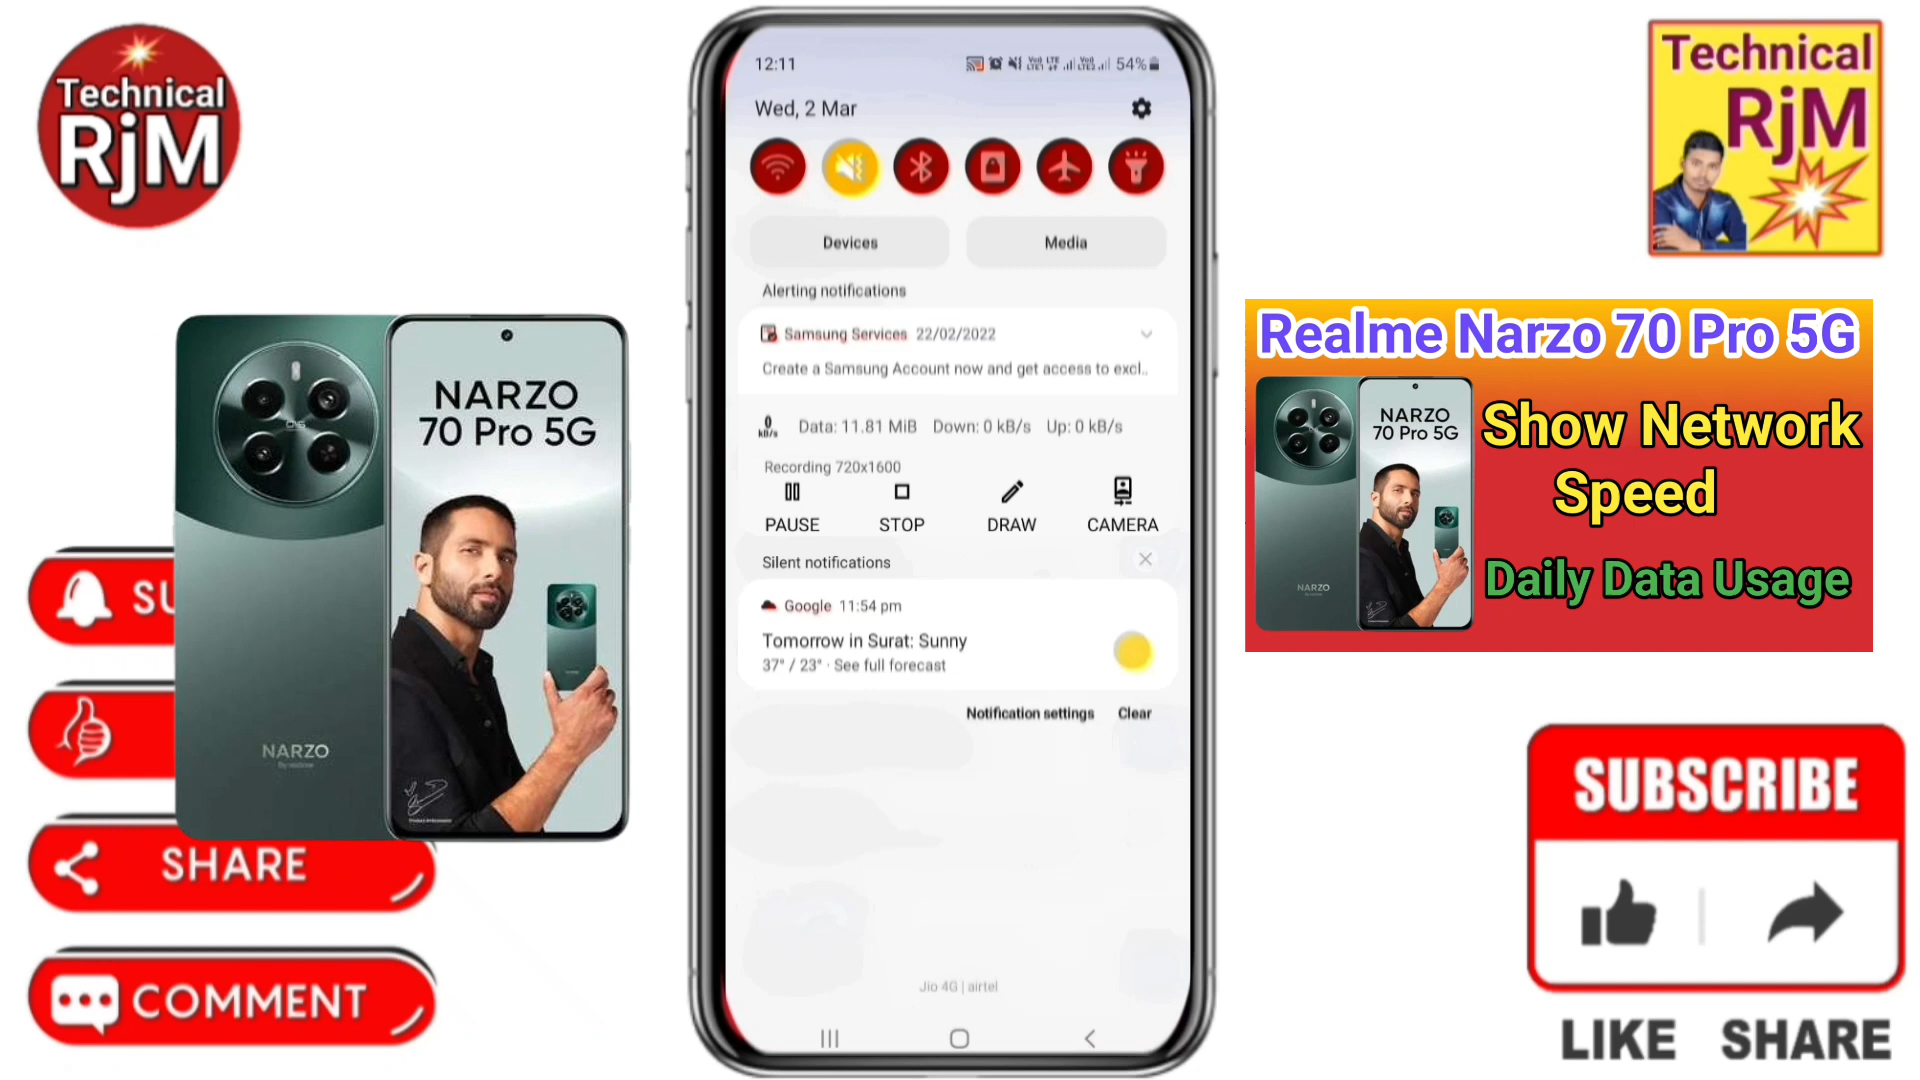 Technical
RjM
NARZO
70 Pro 5G
NARZO
SU
SHARE
COMMENT
12:11
54%
Wed, 2 Mar
Devices
Media
Alerting notifications
Samsung Services 22/02/2022
Create a Samsung Account now and get access to excl..
0
kB/s
Data: 11.81 MiB Down: 0 kB/s Up: 0 kB/s
Recording 720x1600
PAUSE
STOP
DRAW
CAMERA
Silent notifications
Google 11:54 pm
Tomorrow in Surat: Sunny
37° / 23° · See full forecast
Notification settings
Clear
Jio 4G | airtel
Technical
RjM
Realme Narzo 70 Pro 5G
NARZO
70 Pro 5G
NARZO
Show Network
Speed
Daily Data Usage
SUBSCRIBE
LIKE SHARE